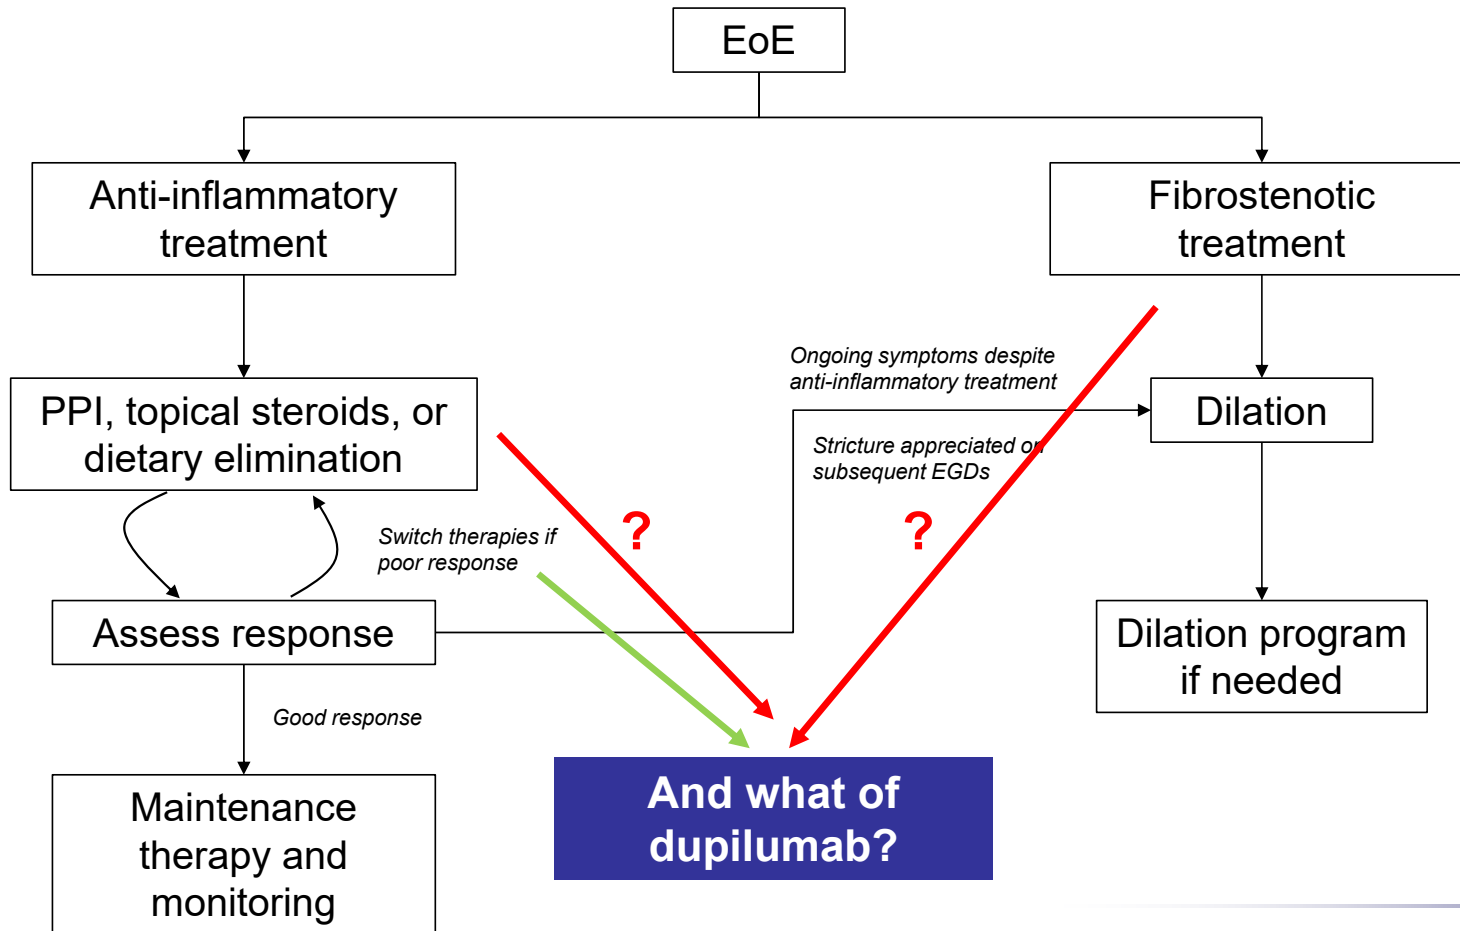 EoE
Anti-inflammatory
treatment
Fibrostenotic
treatment
PPI, topical steroids, or
dietary elimination
Ongoing symptoms despite
anti-inflammatory treatment
Dilation
Stricture appreciated on
subsequent EGDs
Switch therapies if
poor response
?
?
Assess response
Dilation program
if needed
Good response
Maintenance
therapy and
monitoring
And what of
dupilumab?